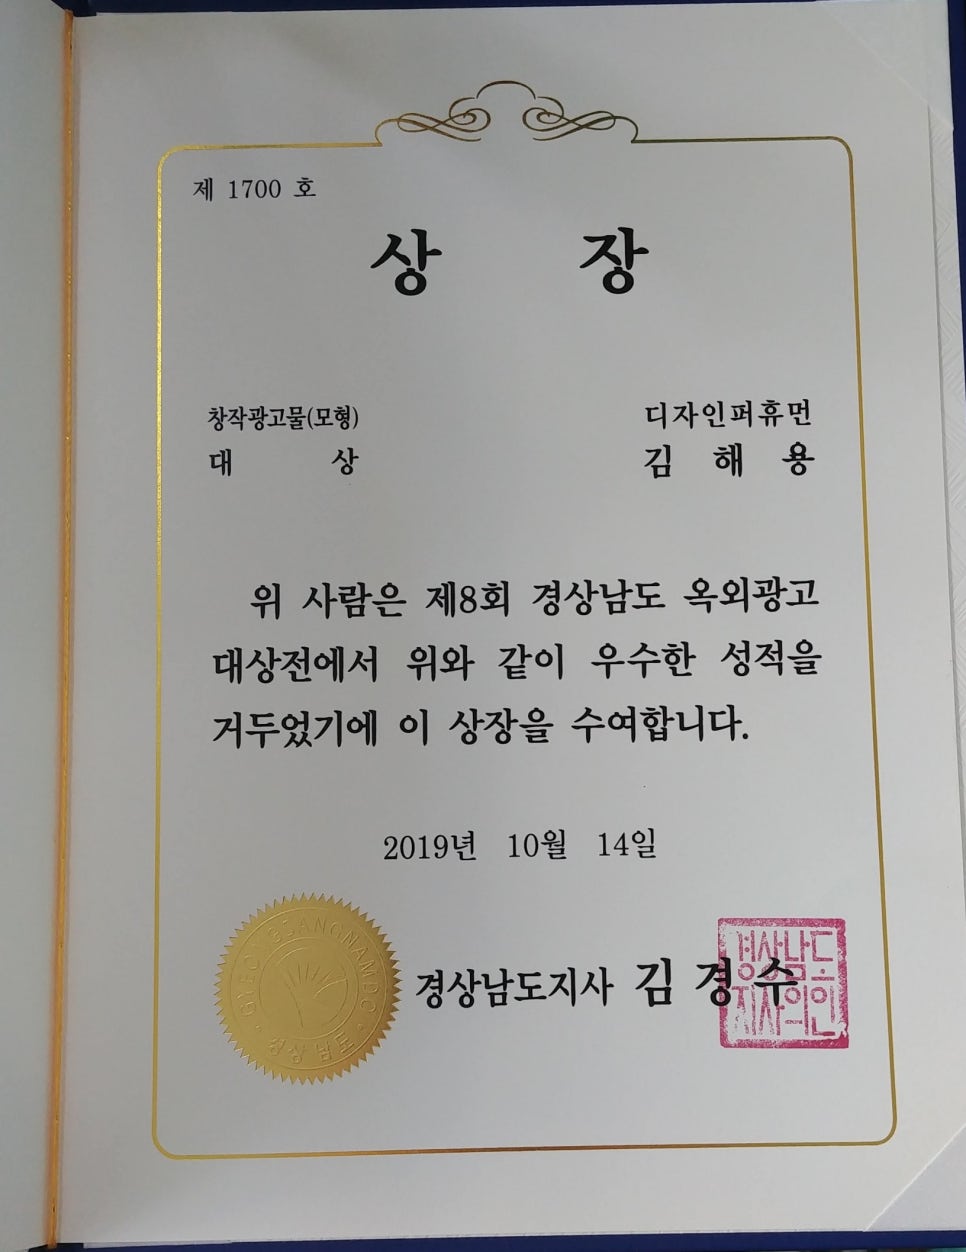 제 1700 호
상 장
창작광고물(모형)
대 상
디자인퍼휴먼
김 해 용
위 사람은 제8회 경상남도 옥외광고
대상전에서 위와 같이 우수한 성적을
거두었기에 이 상장을 수여합니다.
2019년 10월 14일
GYEONGSANGNAMDO
경상남도
경상남도지사 김경수
경상남도
지사의인